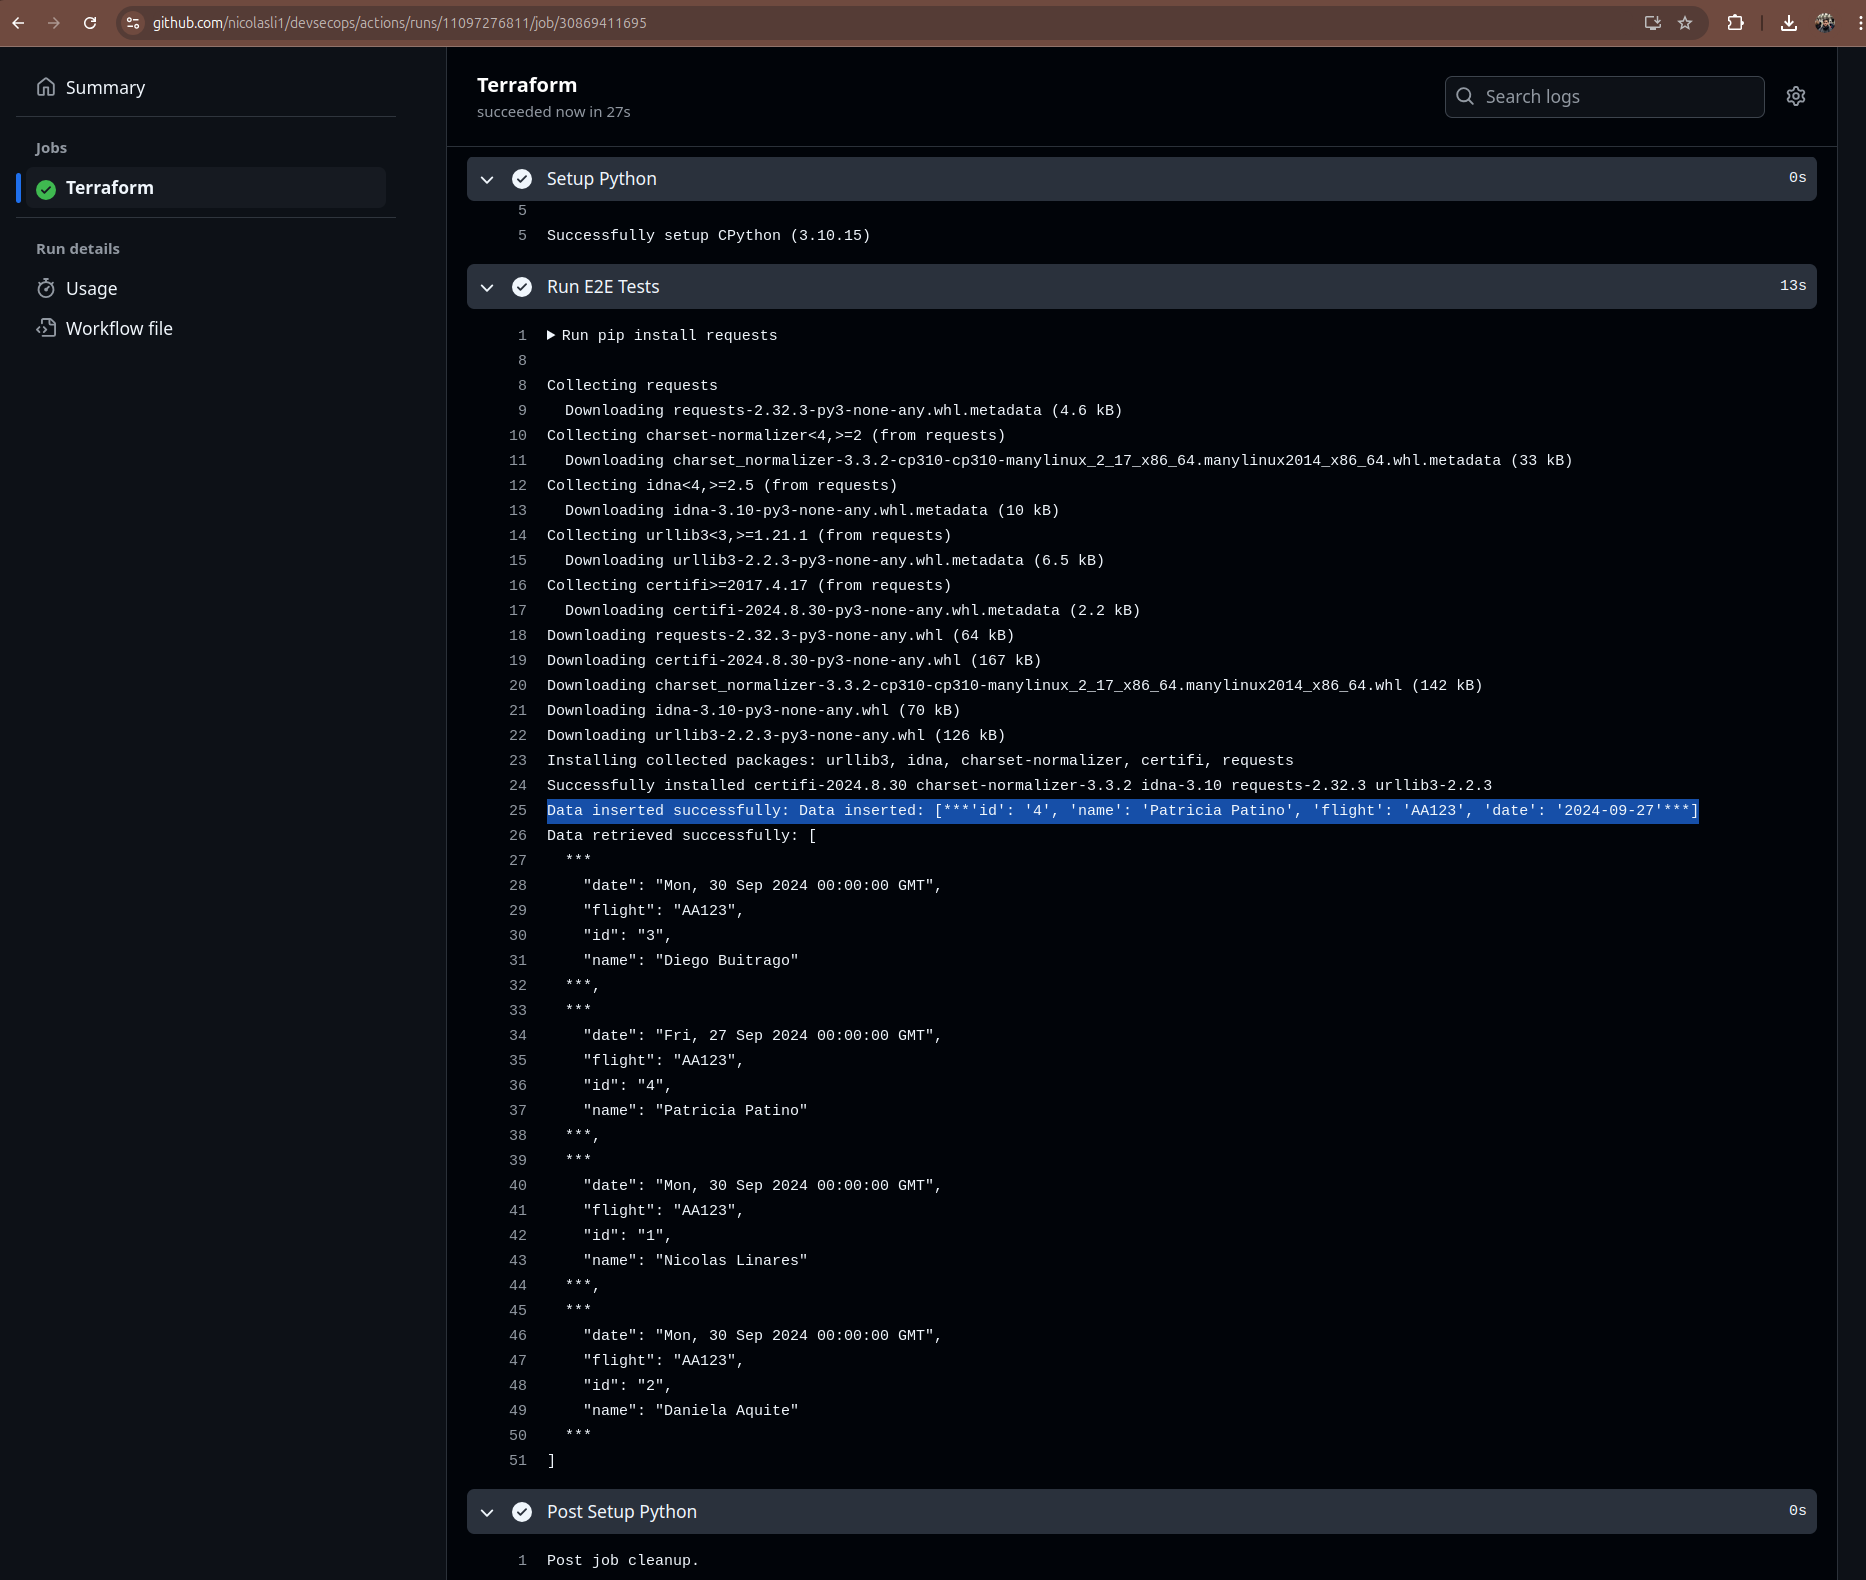 github.com/nicolasli1/devsecops/actions/runs/11097276811/job/30869411695
Summary
Jobs
Terraform
Run details
Usage
Workflow file
Terraform
succeeded now in 27s
Search logs
Setup Python 0s
5
5 Successfully setup CPython (3.10.15)
Run E2E Tests 13s
1 Run pip install requests
8
8 Collecting requests
9 Downloading requests-2.32.3-py3-none-any.whl.metadata (4.6 kB)
10 Collecting charset-normalizer<4,>=2 (from requests)
11 Downloading charset_normalizer-3.3.2-cp310-cp310-manylinux_2_17_x86_64.manylinux2014_x86_64.whl.metadata (33 kB)
12 Collecting idna<4,>=2.5 (from requests)
13 Downloading idna-3.10-py3-none-any.whl.metadata (10 kB)
14 Collecting urllib3<3,>=1.21.1 (from requests)
15 Downloading urllib3-2.2.3-py3-none-any.whl.metadata (6.5 kB)
16 Collecting certifi>=2017.4.17 (from requests)
17 Downloading certifi-2024.8.30-py3-none-any.whl.metadata (2.2 kB)
18 Downloading requests-2.32.3-py3-none-any.whl (64 kB)
19 Downloading certifi-2024.8.30-py3-none-any.whl (167 kB)
20 Downloading charset_normalizer-3.3.2-cp310-cp310-manylinux_2_17_x86_64.manylinux2014_x86_64.whl (142 kB)
21 Downloading idna-3.10-py3-none-any.whl (70 kB)
22 Downloading urllib3-2.2.3-py3-none-any.whl (126 kB)
23 Installing collected packages: urllib3, idna, charset-normalizer, certifi, requests
24 Successfully installed certifi-2024.8.30 charset-normalizer-3.3.2 idna-3.10 requests-2.32.3 urllib3-2.2.3
25 Data inserted successfully: Data inserted: [***'id': '4', 'name': 'Patricia Patino', 'flight': 'AA123', 'date': '2024-09-27'***]
26 Data retrieved successfully: [
27 ***
28 "date": "Mon, 30 Sep 2024 00:00:00 GMT",
29 "flight": "AA123",
30 "id": "3",
31 "name": "Diego Buitrago"
32 ***,
33 ***
34 "date": "Fri, 27 Sep 2024 00:00:00 GMT",
35 "flight": "AA123",
36 "id": "4",
37 "name": "Patricia Patino"
38 ***,
39 ***
40 "date": "Mon, 30 Sep 2024 00:00:00 GMT",
41 "flight": "AA123",
42 "id": "1",
43 "name": "Nicolas Linares"
44 ***,
45 ***
46 "date": "Mon, 30 Sep 2024 00:00:00 GMT",
47 "flight": "AA123",
48 "id": "2",
49 "name": "Daniela Aquite"
50 ***
51 ]
Post Setup Python 0s
1 Post job cleanup.